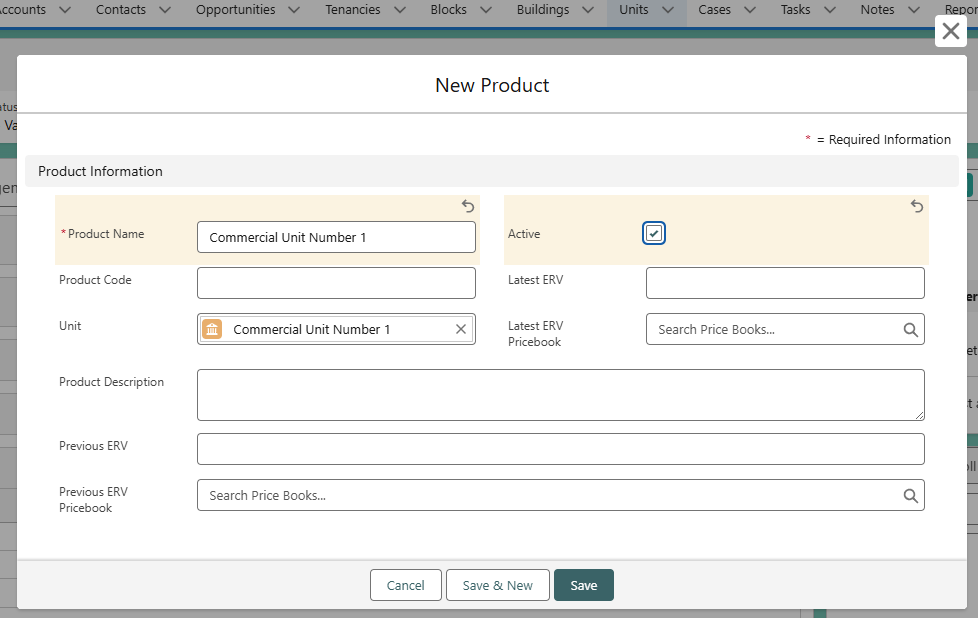 Contacts Opportunities Tenancies Blocks Buildings Units Cases Tasks Notes
New Product
* = Required Information
Product Information
*Product Name Commercial Unit Number 1 Active
Product Code Latest ERV
Unit Commercial Unit Number 1 Latest ERV Pricebook Search Price Books...
Product Description
Previous ERV
Previous ERV Pricebook Search Price Books...
Cancel Save & New Save